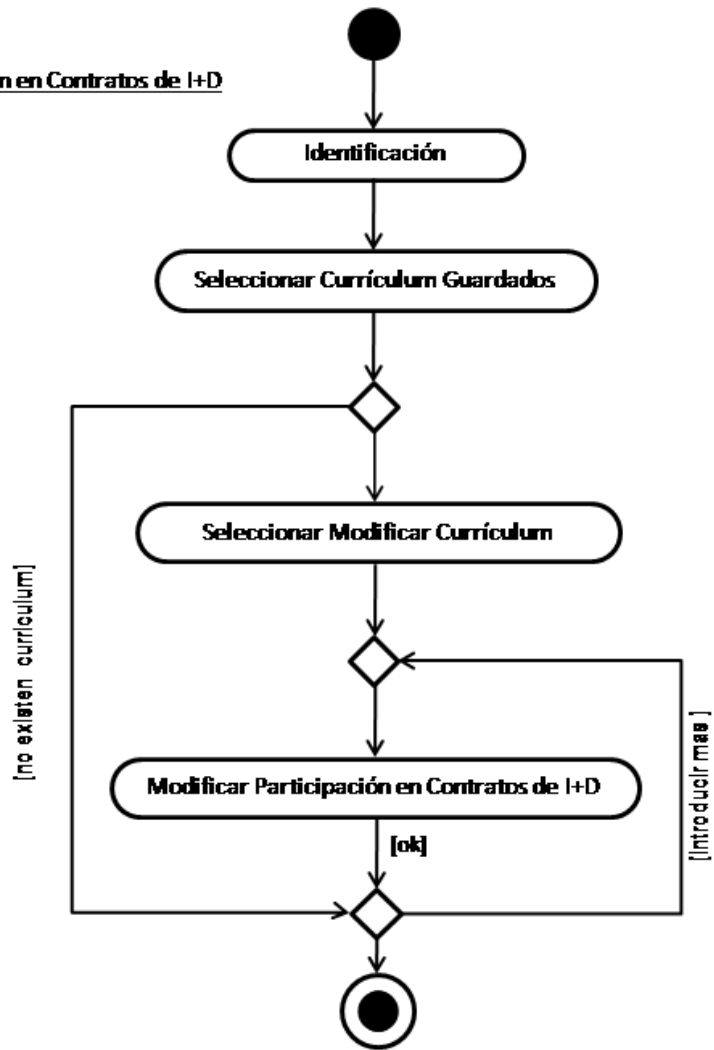 n en Contratos de I+D
Identificación
Seleccionar Currículum Guardados
Seleccionar Modificar Currículum
[no existen curriculum]
Modificar Participación en Contratos de I+D
[ok]
[Introducir mas ]